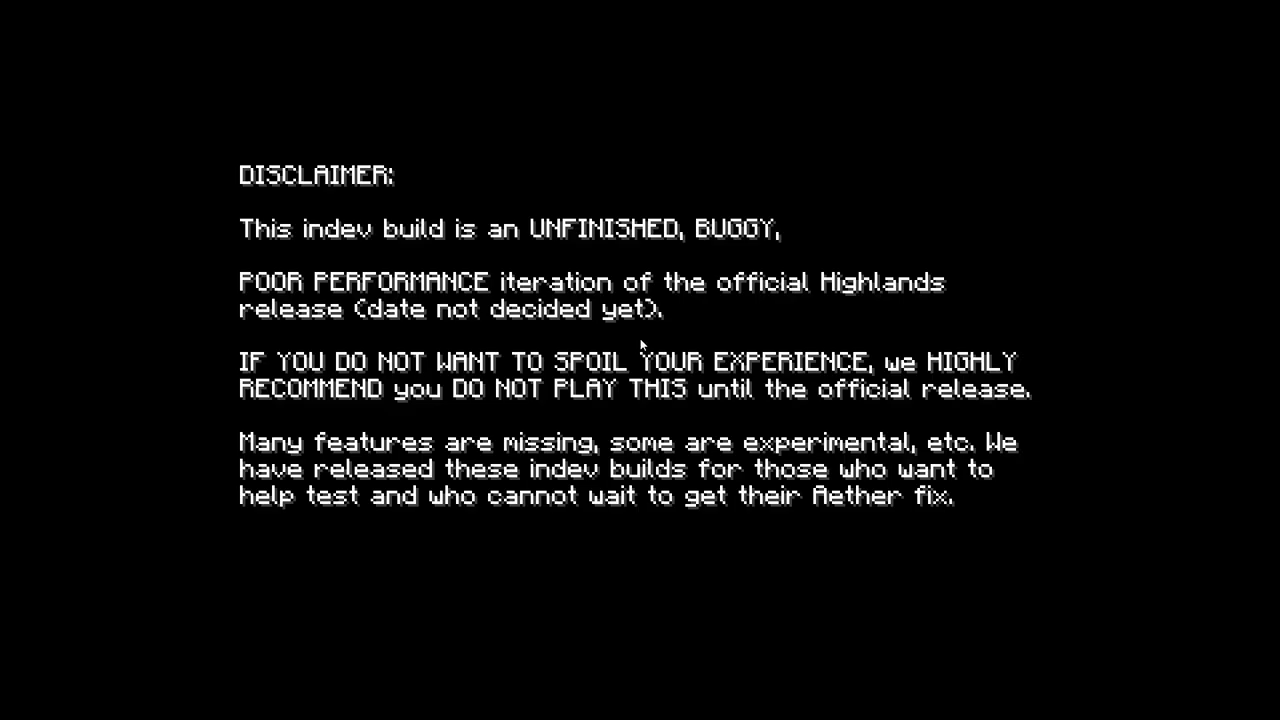 DISCLAIMER:
This indev build is an UNFINISHED, BUGGY,
POOR PERFORMANCE iteration of the official Highlands
release (date not decided yet).
IF YOU DO NOT WANT TO SPOIL YOUR EXPERIENCE, we HIGHLY
RECOMMEND you DO NOT PLAY THIS until the official release.
Many features are missing, some are experimental, etc. We
have released these indev builds for those who want to
help test and who cannot wait to get their Aether fix.